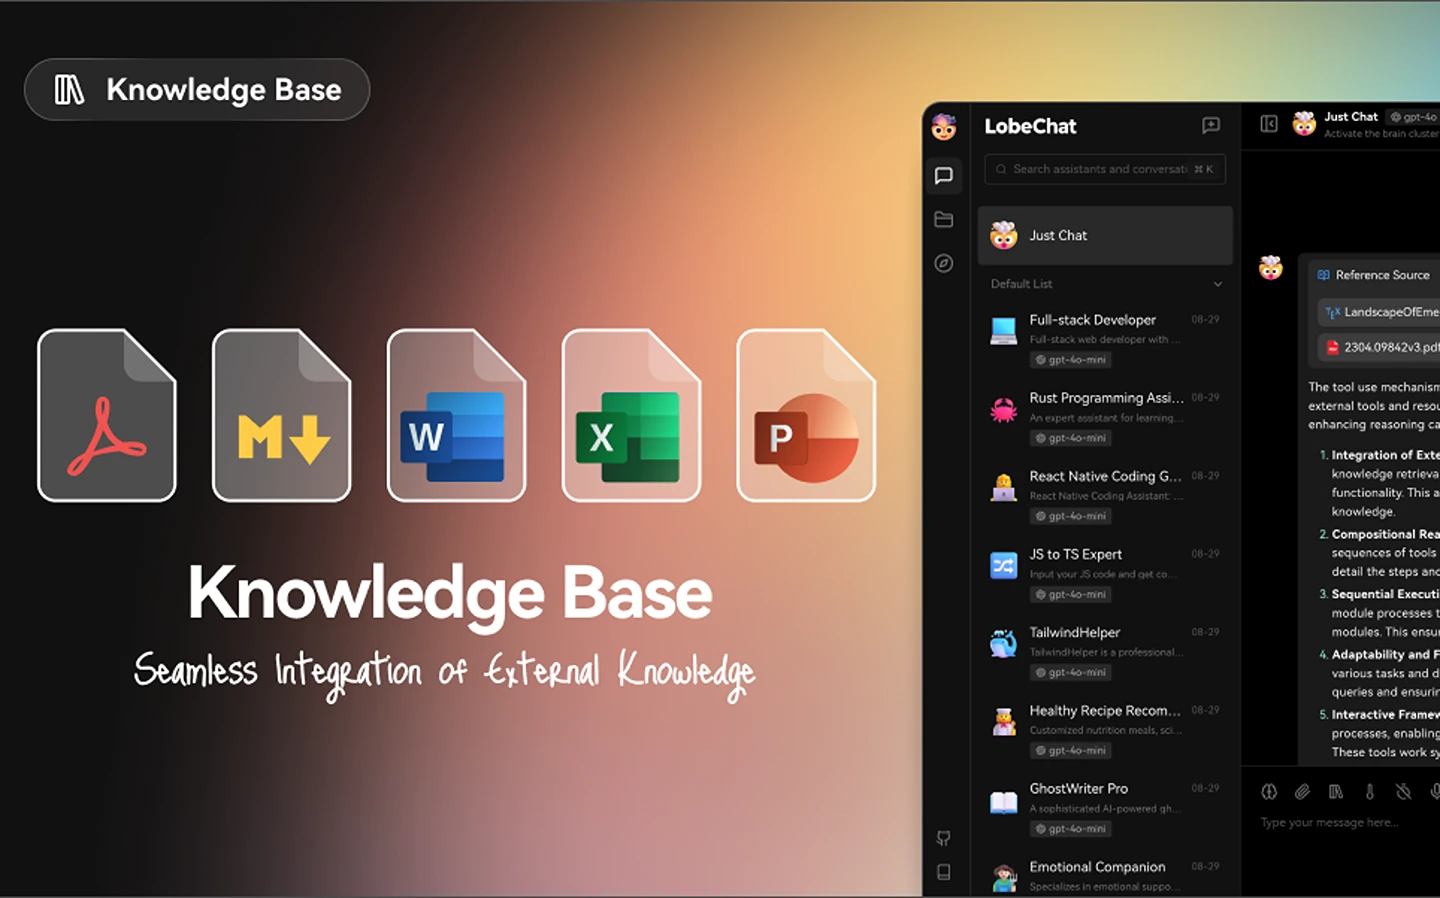 Knowledge Base
W
X
P
Knowledge Base
Seamless Integration of External Knowledge
LobeChat
Search assistants and conversati ⌘ K
Just Chat
Default List
Full-stack Developer 08-29
Full-stack web developer with ...
gpt-4o-mini
Rust Programming Assi... 08-29
An expert assistant for learning...
gpt-4o-mini
React Native Coding G... 08-29
React Native Coding Assistant: ...
gpt-4o-mini
JS to TS Expert 08-29
Input your JS code and get co...
gpt-4o-mini
TailwindHelper 08-29
TailwindHelper is a professional...
gpt-4o-mini
Healthy Recipe Recom... 08-29
Customized nutrition meals, sci...
gpt-4o-mini
GhostWriter Pro 08-29
A sophisticated AI-powered gh...
gpt-4o-mini
Emotional Companion 08-29
Specializes in emotional suppo...
Just Chat gpt-4o
Activate the brain cluster
Reference Source
TEX LandscapeOfEme
2304.09842v3.pdf
The tool use mechanism
external tools and resou
enhancing reasoning ca
1. Integration of Exte
knowledge retrieva
functionality. This a
knowledge.
2. Compositional Rea
sequences of tools
detail the steps and
3. Sequential Executi
module processes t
modules. This ensur
4. Adaptability and F
various tasks and d
queries and ensurin
5. Interactive Framew
processes, enabling
These tools work sy
Type your message here...